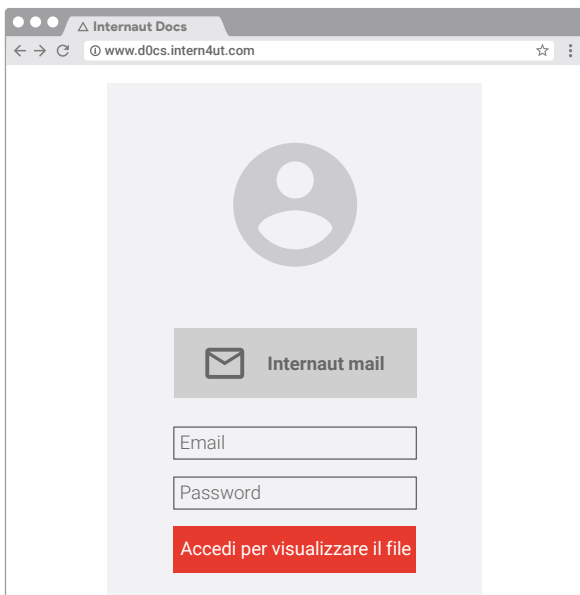 Internaut Docs
www.d0cs.intern4ut.com
Internaut mail
Email
Password
Accedi per visualizzare il file